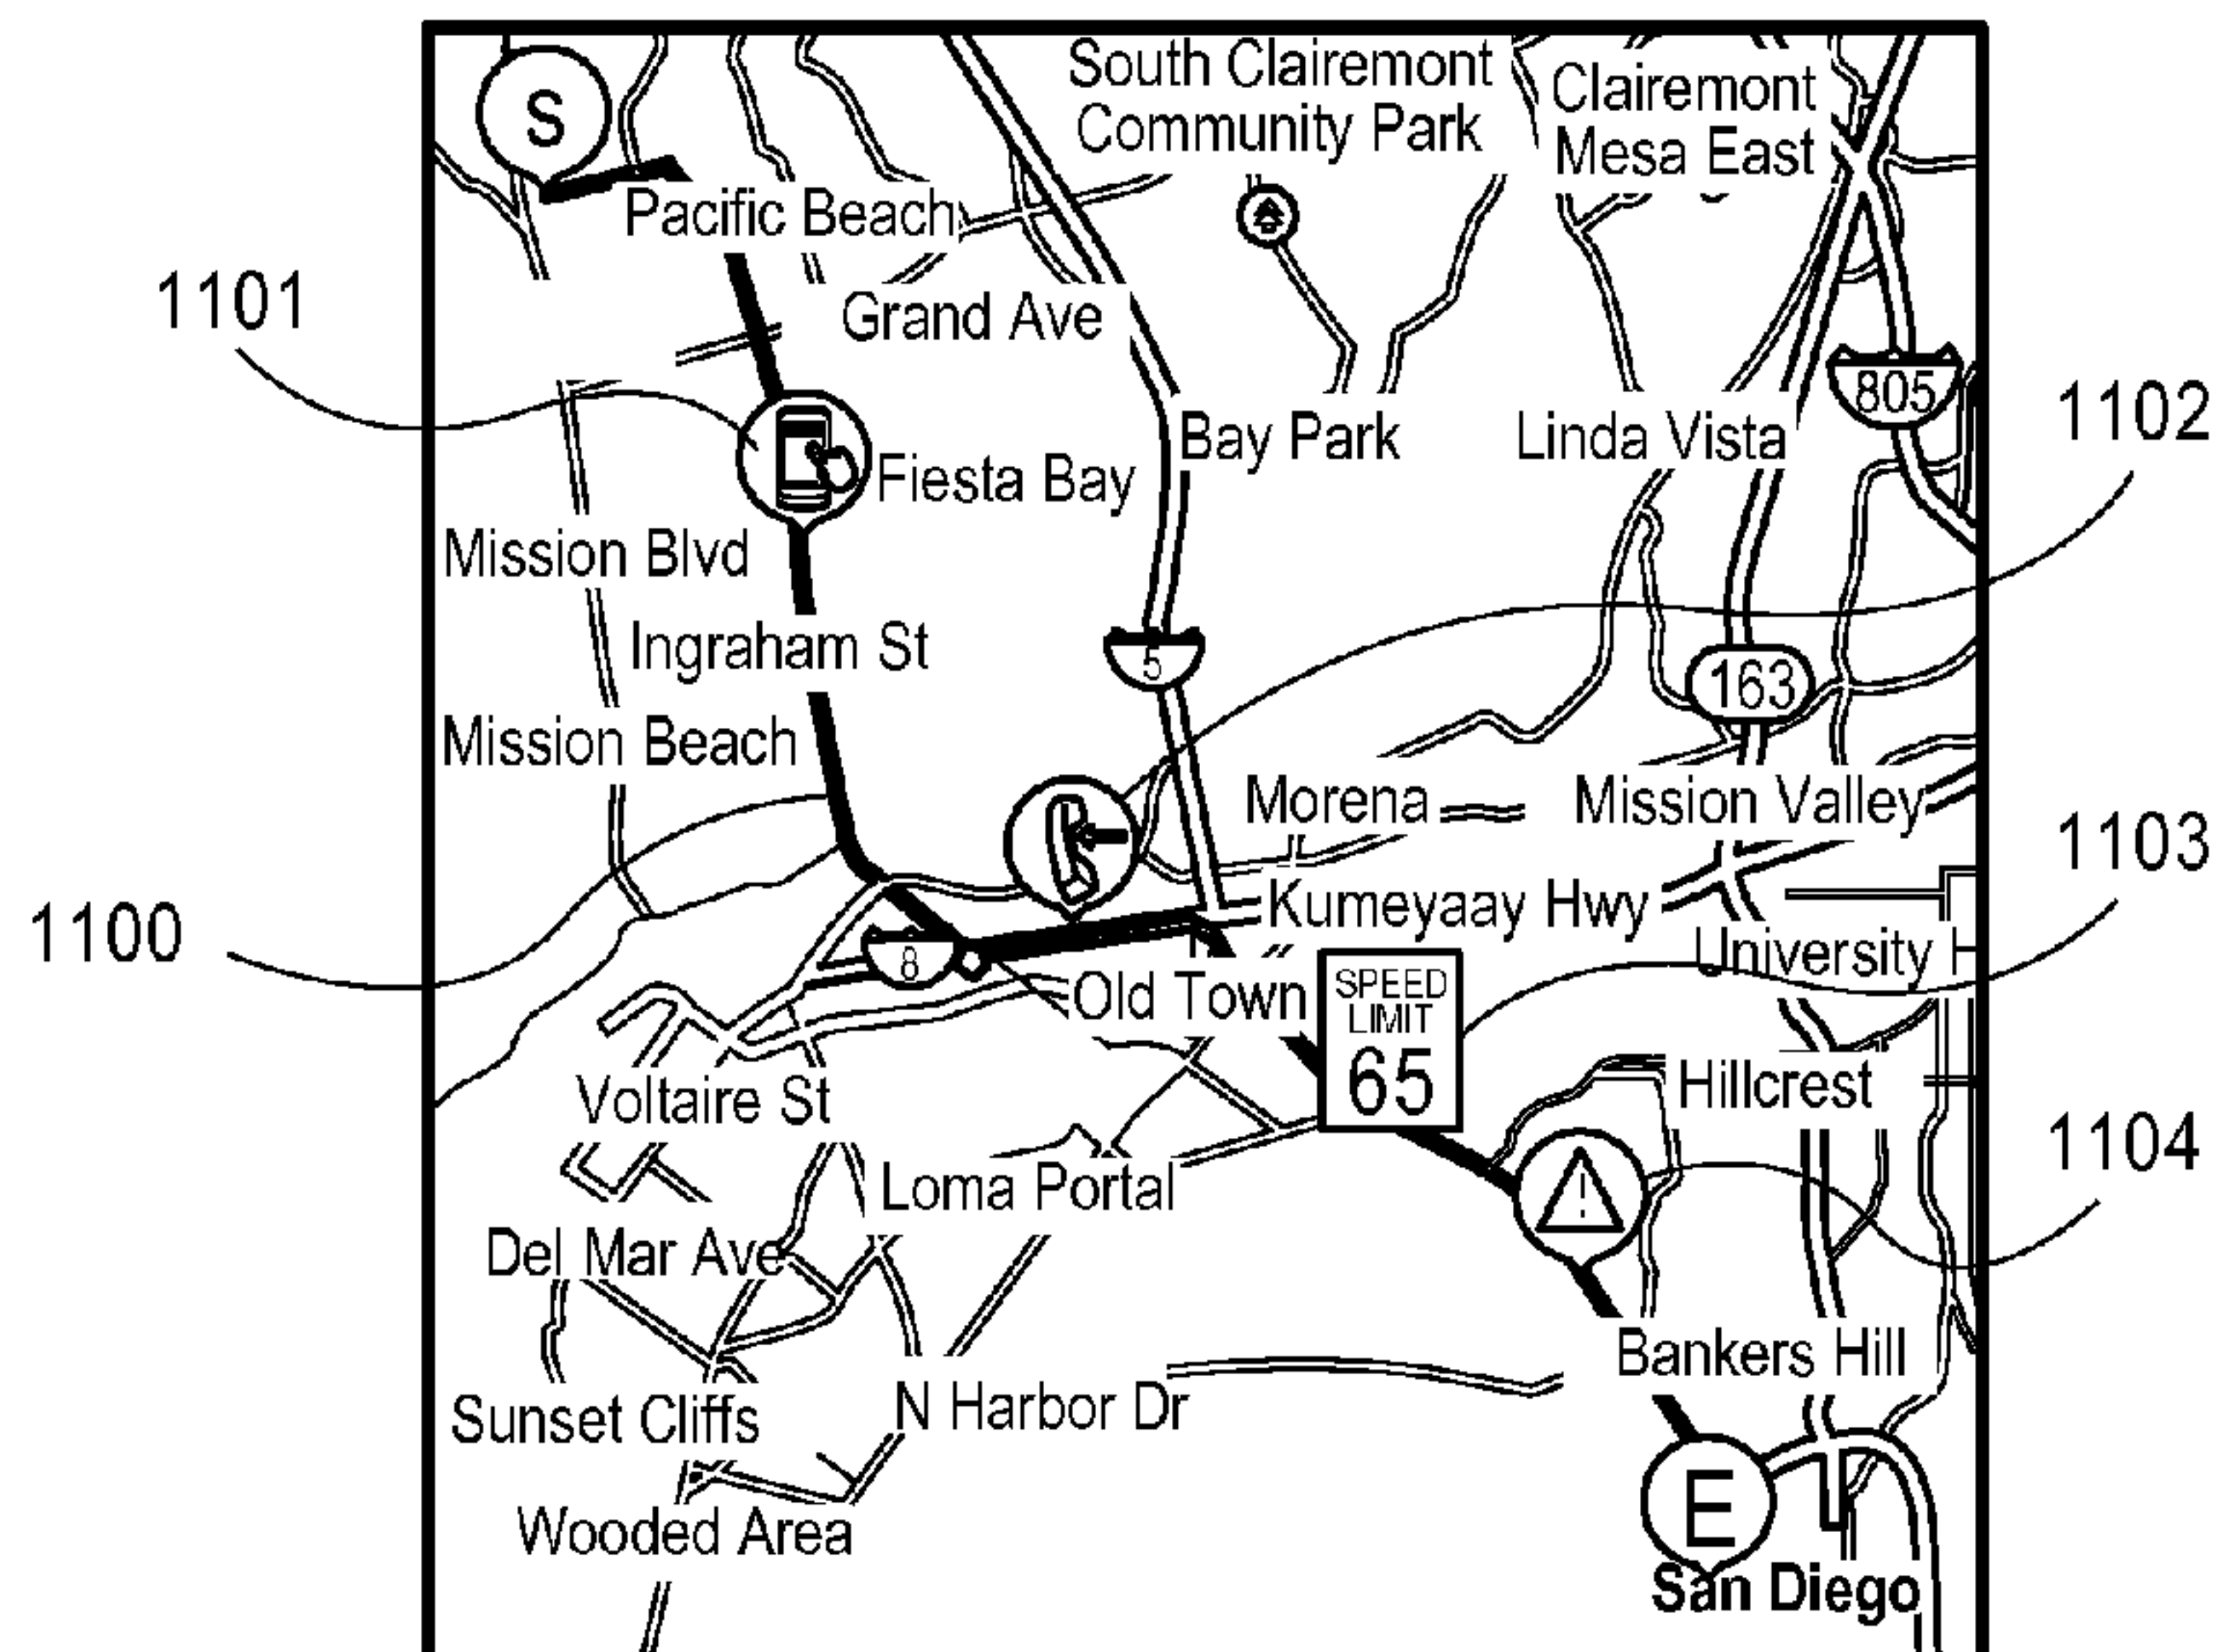 South Clairemont
Community Park
Clairemont
Mesa East
S
Pacific Beach
1101
Grand Ave
805
1102
Bay Park
Linda Vista
Fiesta Bay
Mission Blvd
Ingraham St
5
163
Mission Beach
Morena
Mission Valley
1103
Kumeyaay Hwy
1100
8
University H
Old Town
SPEED
LIMIT
65
Hillcrest
Voltaire St
1104
Loma Portal
!
Del Mar Ave
Bankers Hill
Sunset Cliffs
N Harbor Dr
E
Wooded Area
San Diego